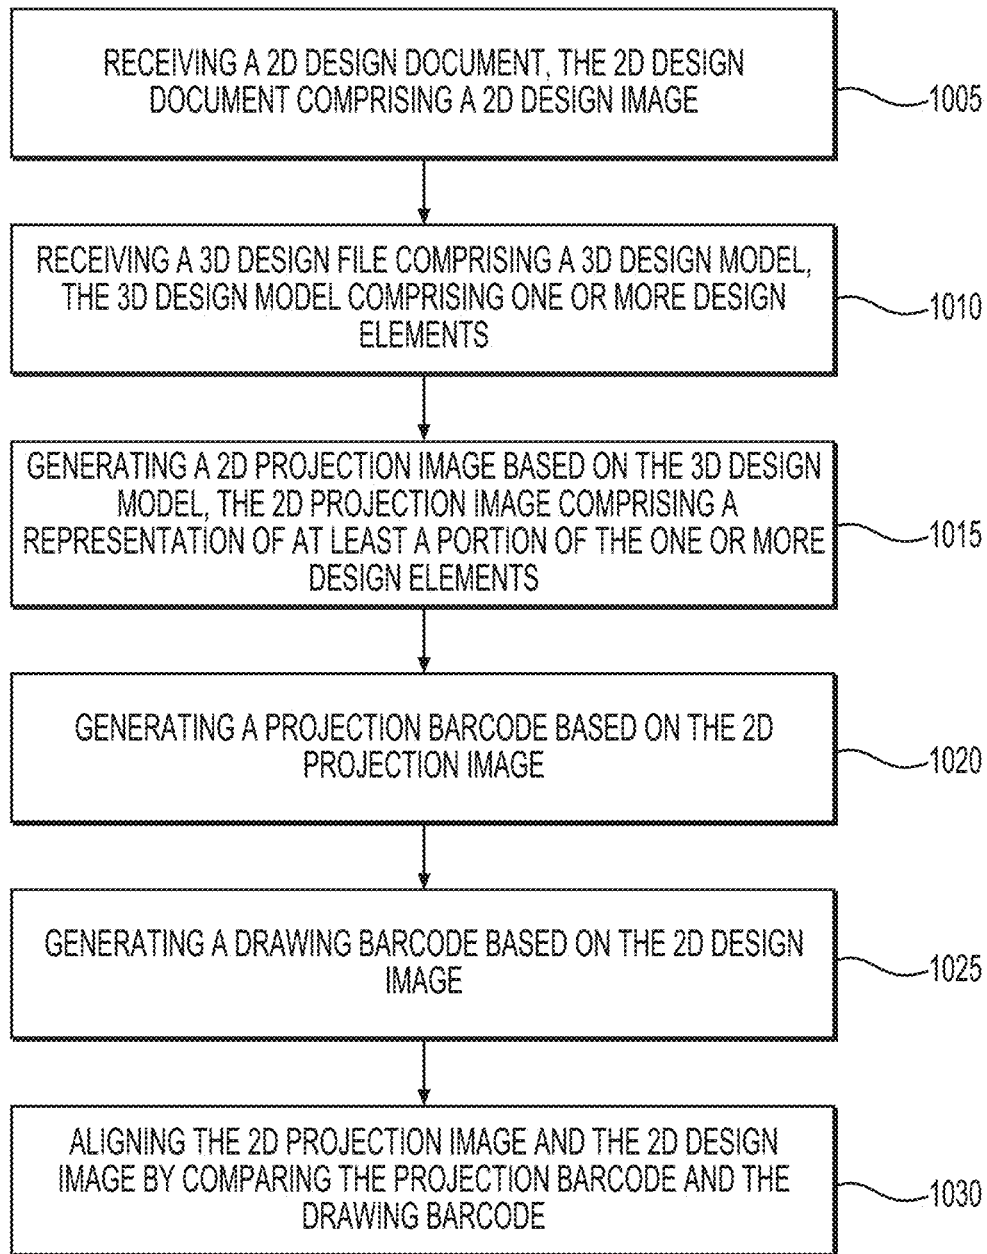 RECEIVING A 2D DESIGN DOCUMENT, THE 2D DESIGN
DOCUMENT COMPRISING A 2D DESIGN IMAGE
1005
RECEIVING A 3D DESIGN FILE COMPRISING A 3D DESIGN MODEL,
THE 3D DESIGN MODEL COMPRISING ONE OR MORE DESIGN
ELEMENTS
1010
GENERATING A 2D PROJECTION IMAGE BASED ON THE 3D DESIGN
MODEL, THE 2D PROJECTION IMAGE COMPRISING A
REPRESENTATION OF AT LEAST A PORTION OF THE ONE OR MORE
DESIGN ELEMENTS
1015
GENERATING A PROJECTION BARCODE BASED ON THE 2D
PROJECTION IMAGE
1020
GENERATING A DRAWING BARCODE BASED ON THE 2D DESIGN
IMAGE
1025
ALIGNING THE 2D PROJECTION IMAGE AND THE 2D DESIGN
IMAGE BY COMPARING THE PROJECTION BARCODE AND THE
DRAWING BARCODE
1030